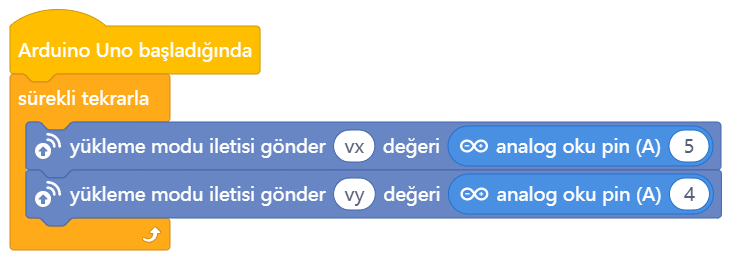 Arduino Uno başladığında
sürekli tekrarla
yükleme modu iletisi gönder vx değeri analog oku pin (A) 5
yükleme modu iletisi gönder vy değeri analog oku pin (A) 4